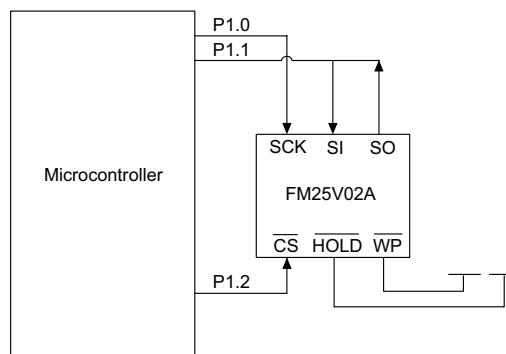 P1.0
P1.1
SCK SI SO
Microcontroller
FM25V02A
CS HOLD WP
P1.2